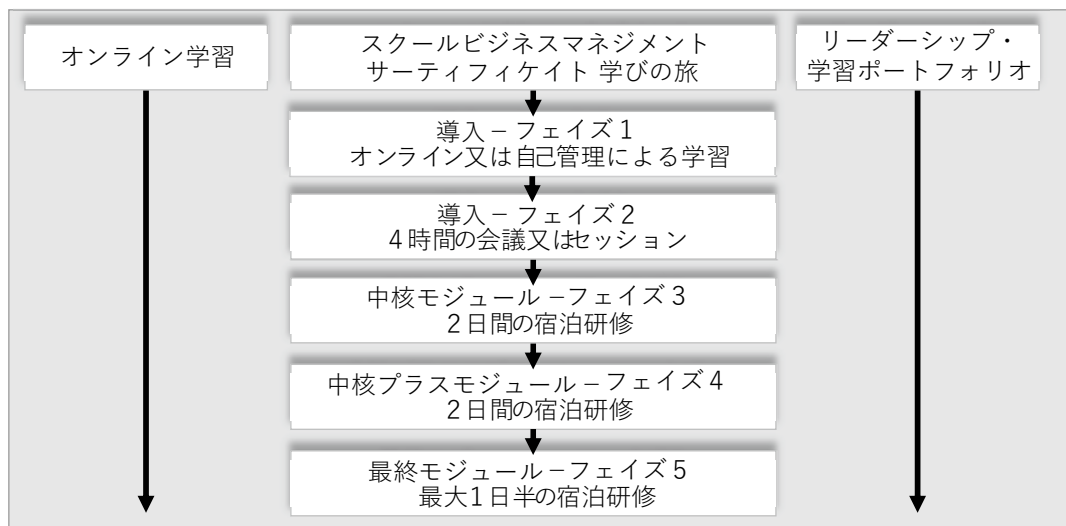 オンライン学習
スクールビジネスマネジメント
サーティフィケイト 学びの旅
リーダーシップ・
学習ポートフォリオ
導入－フェイズ1
オンライン又は自己管理による学習
導入－フェイズ2
4時間の会議又はセッション
中核モジュール－フェイズ3
2日間の宿泊研修
中核プラスモジュール－フェイズ4
2日間の宿泊研修
最終モジュール－フェイズ5
最大1日半の宿泊研修